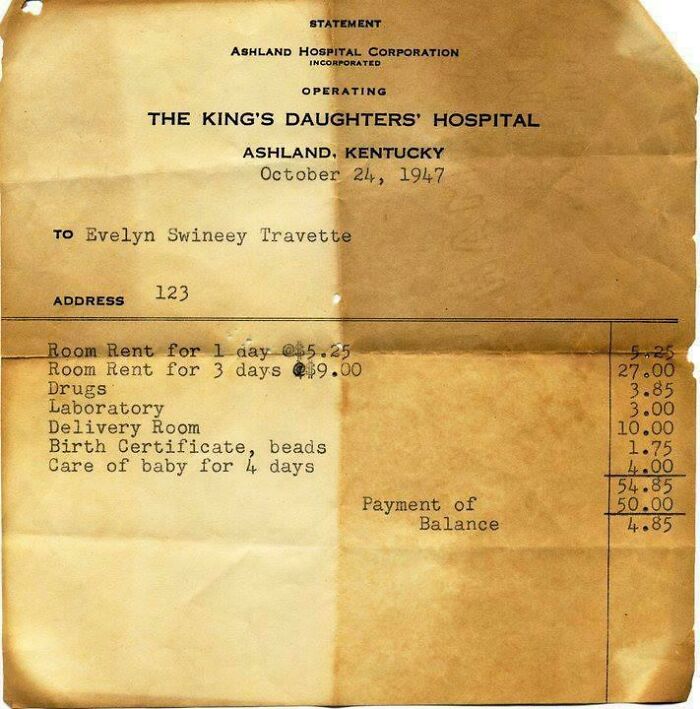 STATEMENT
ASHLAND HOSPITAL CORPORATION
INCORPORATED
OPERATING
THE KING'S DAUGHTERS' HOSPITAL
ASHLAND, KENTUCKY
October 24, 1947
TO Evelyn Swineey Travette
ADDRESS 123
Room Rent for 1 day @$5.25 5.25
Room Rent for 3 days @$9.00 27.00
Drugs 3.85
Laboratory 3.00
Delivery Room 10.00
Birth Certificate, beads 1.75
Care of baby for 4 days 4.00
54.85
Payment of 50.00
Balance 4.85